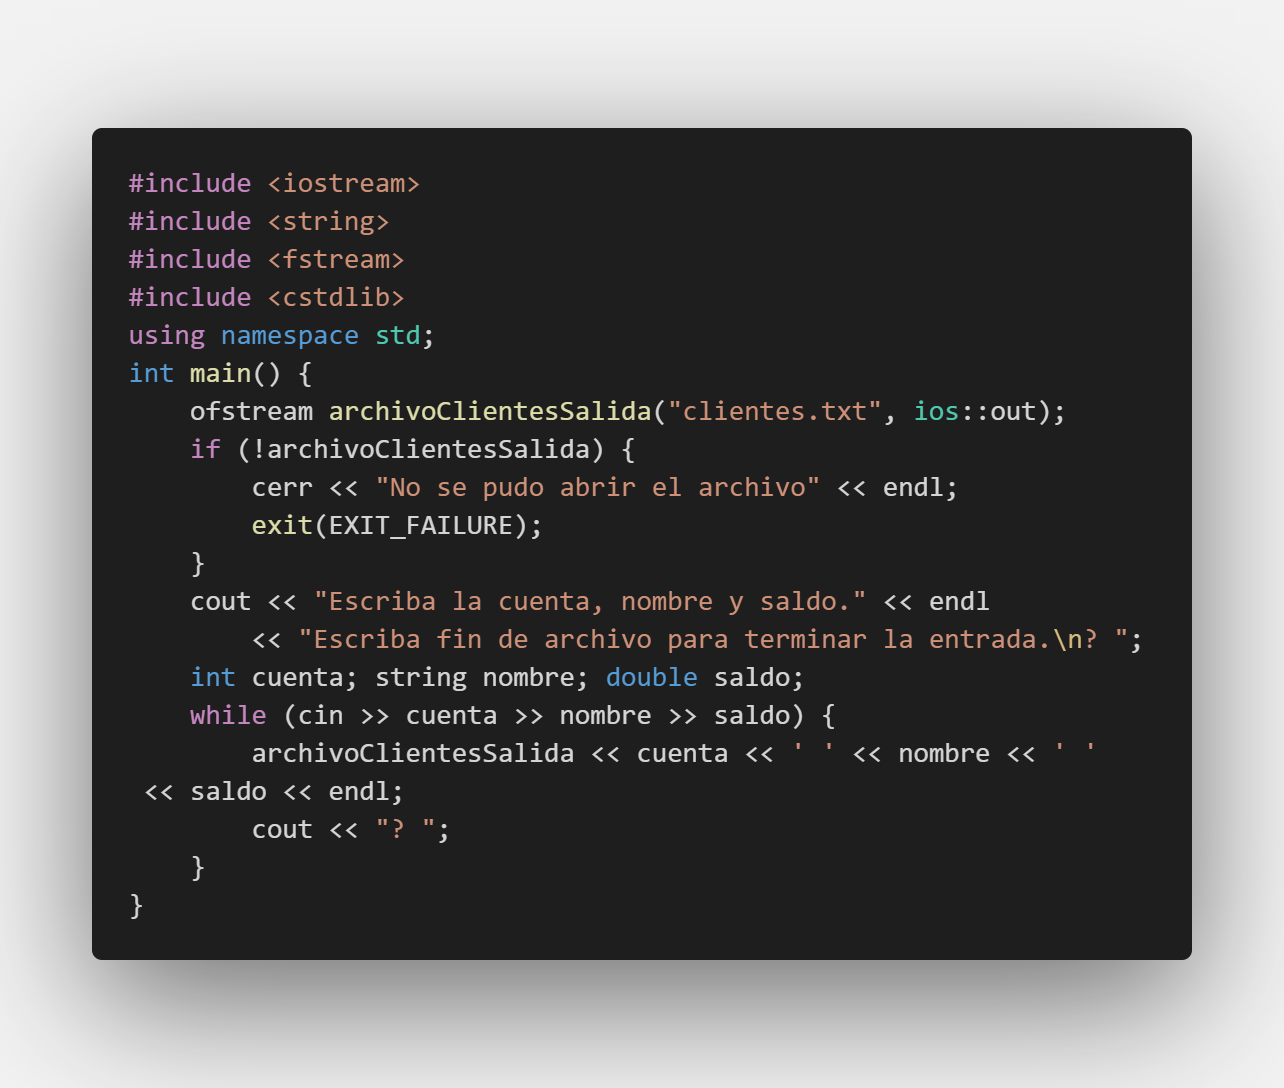 #include <iostream>
#include <string>
#include <fstream>
#include <cstdlib>
using namespace std;
int main() {
    ofstream archivoClientesSalida("clientes.txt", ios::out);
    if (!archivoClientesSalida) {
        cerr << "No se pudo abrir el archivo" << endl;
        exit(EXIT_FAILURE);
    }
    cout << "Escriba la cuenta, nombre y saldo." << endl
        << "Escriba fin de archivo para terminar la entrada.\n? ";
    int cuenta; string nombre; double saldo;
    while (cin >> cuenta >> nombre >> saldo) {
        archivoClientesSalida << cuenta << ' ' << nombre << ' '
 << saldo << endl;
        cout << "? ";
    }
}